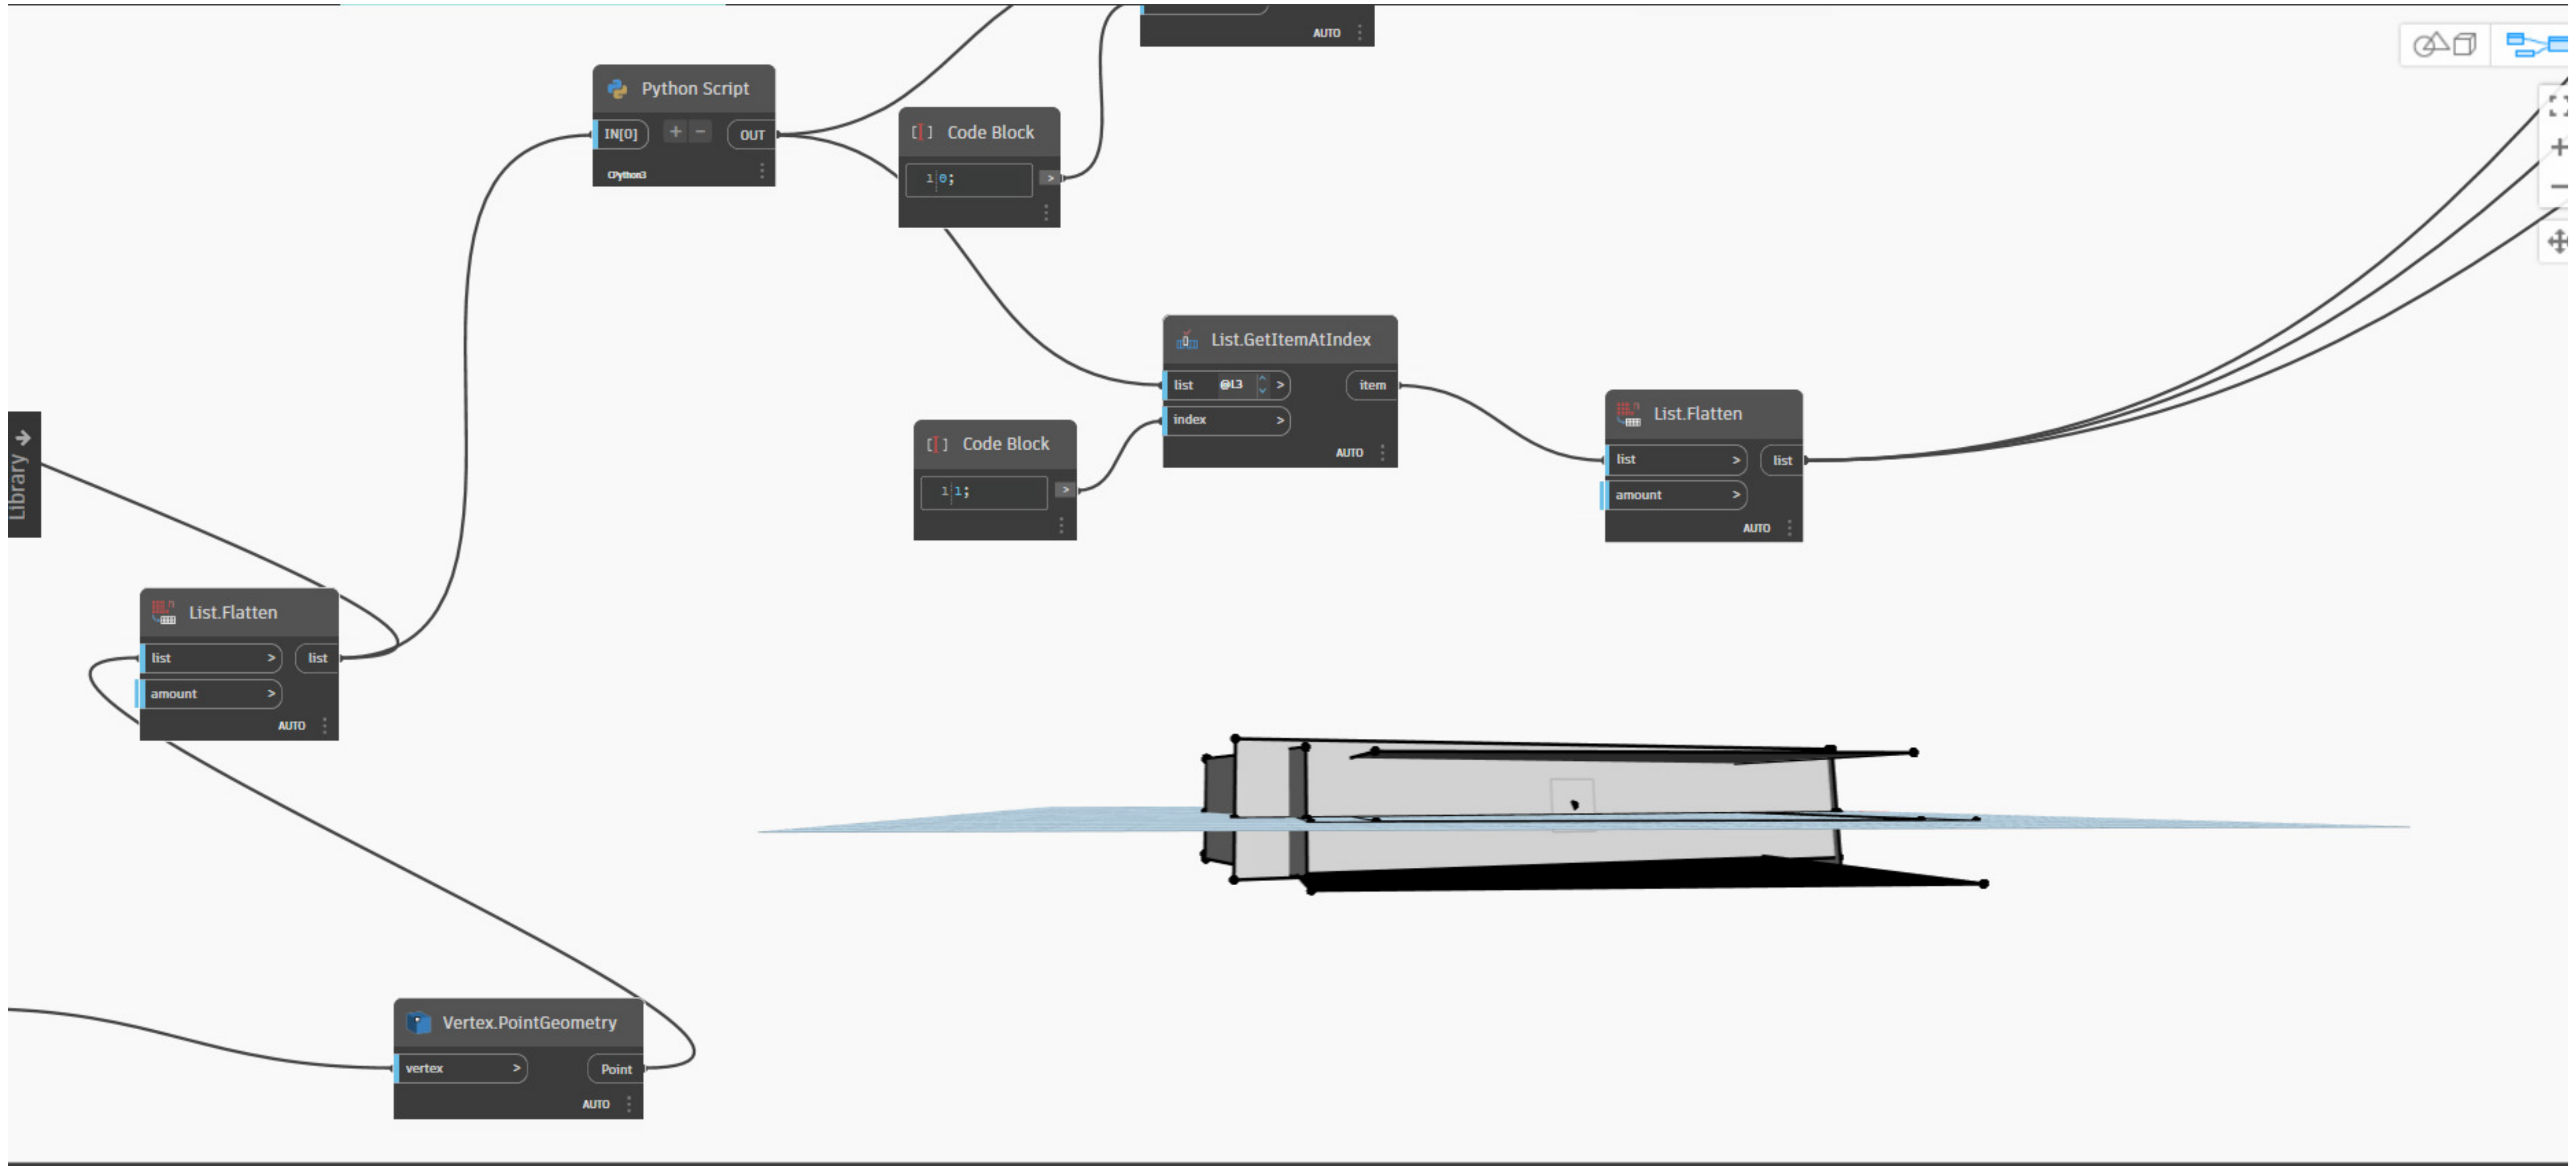 AUTO
Python Script
IN[0] + − OUT
CPython3
Code Block
1 0; >
List.GetItemAtIndex
list @L3 > item
index >
AUTO
Code Block
1 1; >
List.Flatten
list > list
amount >
AUTO
Library
List.Flatten
list > list
amount >
AUTO
Vertex.PointGeometry
vertex > Point
AUTO